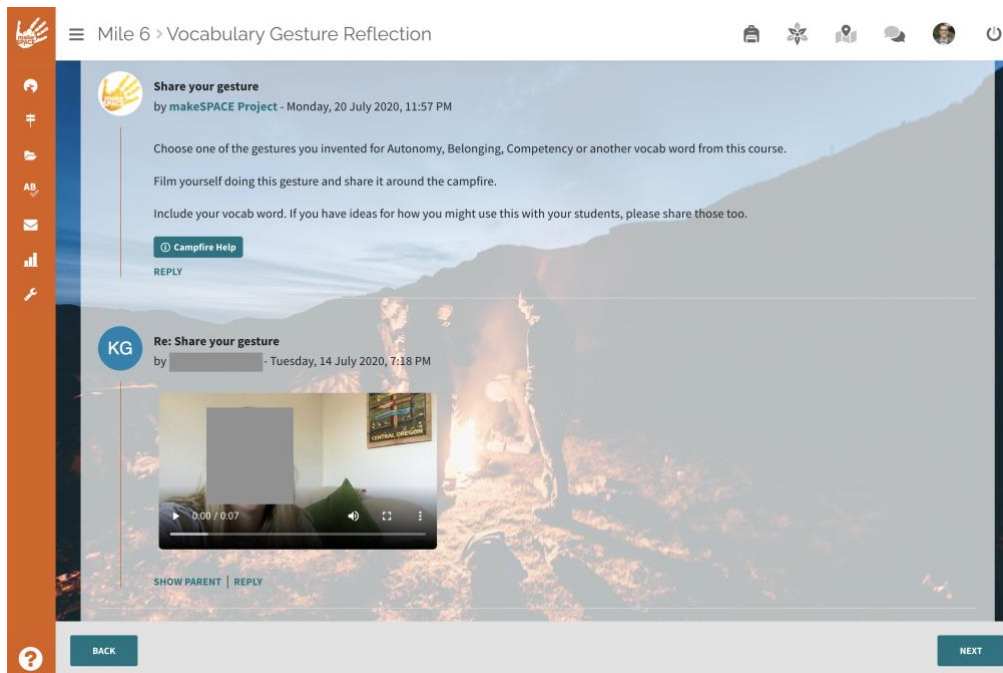 make
SPACE
Mile 6 > Vocabulary Gesture Reflection
AB
make
SPACE
Share your gesture
by makeSPACE Project - Monday, 20 July 2020, 11:57 PM
Choose one of the gestures you invented for Autonomy, Belonging, Competency or another vocab word from this course.
Film yourself doing this gesture and share it around the campfire.
Include your vocab word. If you have ideas for how you might use this with your students, please share those too.
Campfire Help
REPLY
KG
Re: Share your gesture
by - Tuesday, 14 July 2020, 7:18 PM
CENTRAL OREGON
0:00 / 0:07
SHOW PARENT | REPLY
?
BACK
NEXT